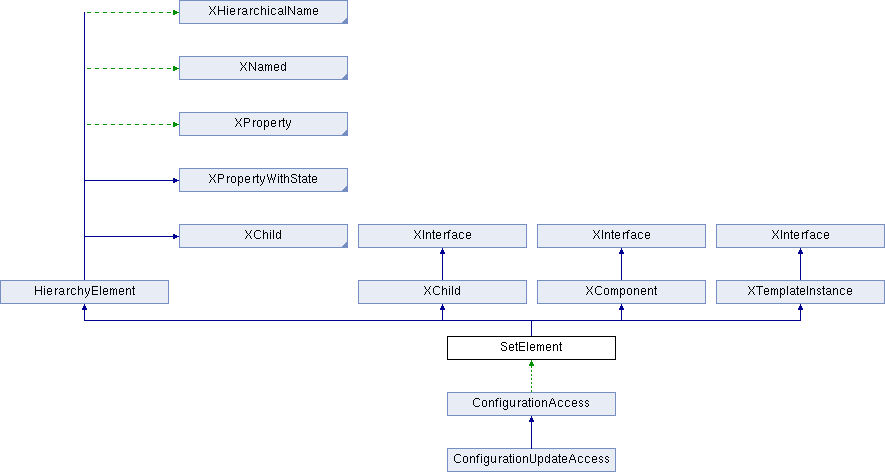 XHierarchicalName
XNamed
XProperty
XPropertyWithState
XChild
XInterface
XInterface
XInterface
HierarchyElement
XChild
XComponent
XTemplateInstance
SetElement
ConfigurationAccess
ConfigurationUpdateAccess